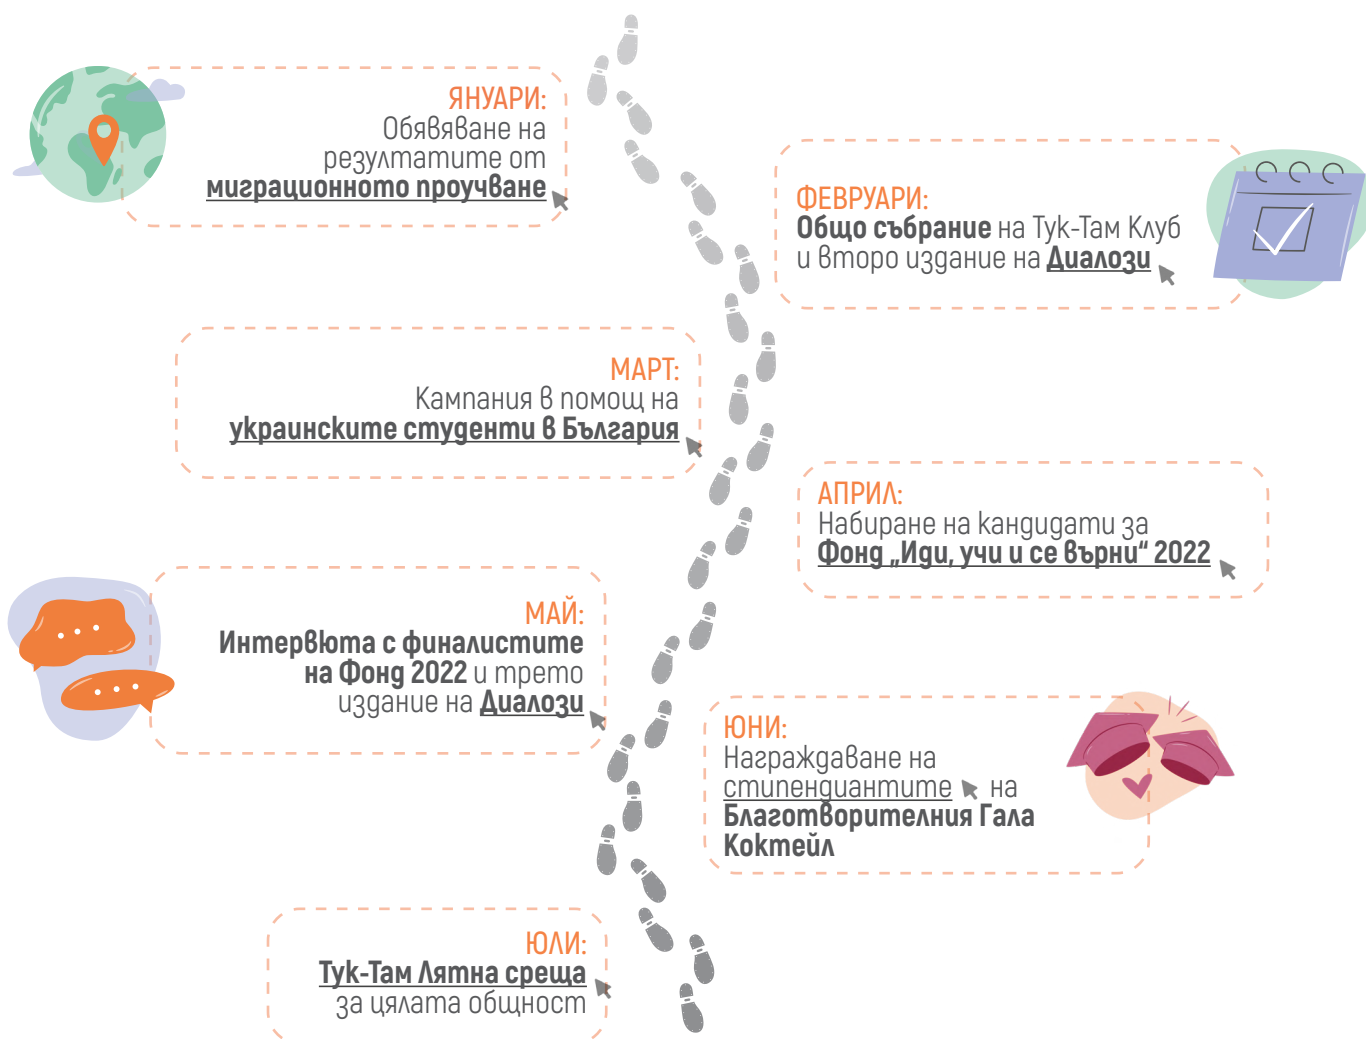 ЯНУАРИ:
Обявяване на
резултатите от
миграционното проучване
ФЕВРУАРИ:
Общо събрание на Тук-Там Клуб
и второ издание на Диалози
МАРТ:
Кампания в помощ на
украинските студенти в България
АПРИЛ:
Набиране на кандидати за
Фонд „Иди, учи и се върни“ 2022
МАЙ:
Интервюта с финалистите
на Фонд 2022 и трето
издание на Диалози
ЮНИ:
Награждаване на
стипендиантите на
Благотворителния Гала
Коктейл
ЮЛИ:
Тук-Там Лятна среща
за цялата общност